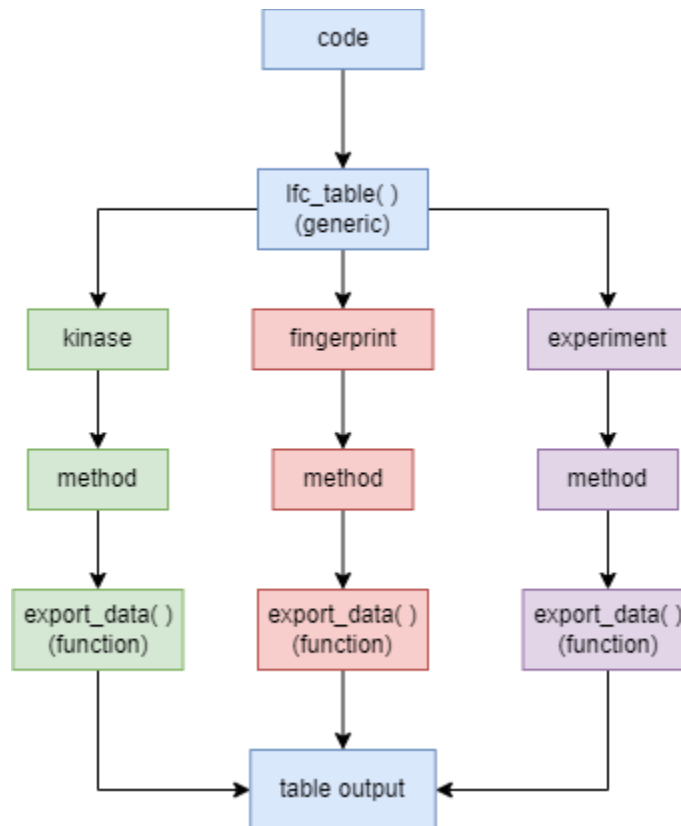 code
lfc_table( )
(generic)
kinase
fingerprint
experiment
method
method
method
export_data( )
(function)
export_data( )
(function)
export_data( )
(function)
table output